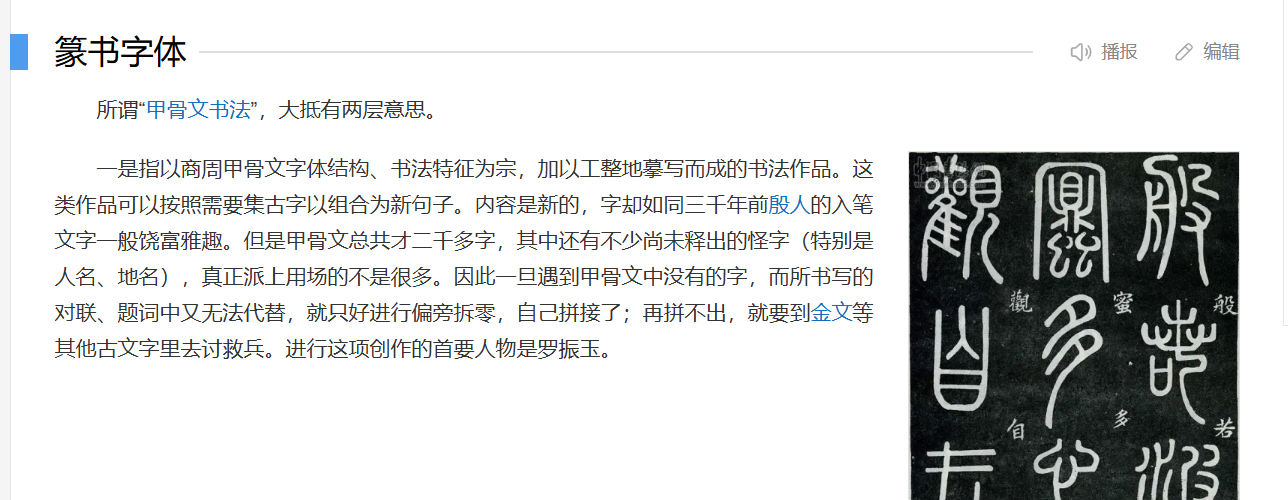 篆书字体
播报
编辑
所谓“甲骨文书法”，大抵有两层意思。
一是指以商周甲骨文字体结构、书法特征为宗，加以工整地摹写而成的书法作品。这
类作品可以按照需要集古字以组合为新句子。内容是新的，字却如同三千年前殷人的入笔
文字一般饶富雅趣。但是甲骨文总共才二千多字，其中还有不少尚未释出的怪字（特别是
人名、地名），真正派上用场的不是很多。因此一旦遇到甲骨文中没有的字，而所书写的
对联、题词中又无法代替，就只好进行偏旁拆零，自己拼接了；再拼不出，就要到金文等
其他古文字里去讨救兵。进行这项创作的首要人物是罗振玉。
般若
蜜多
觀自